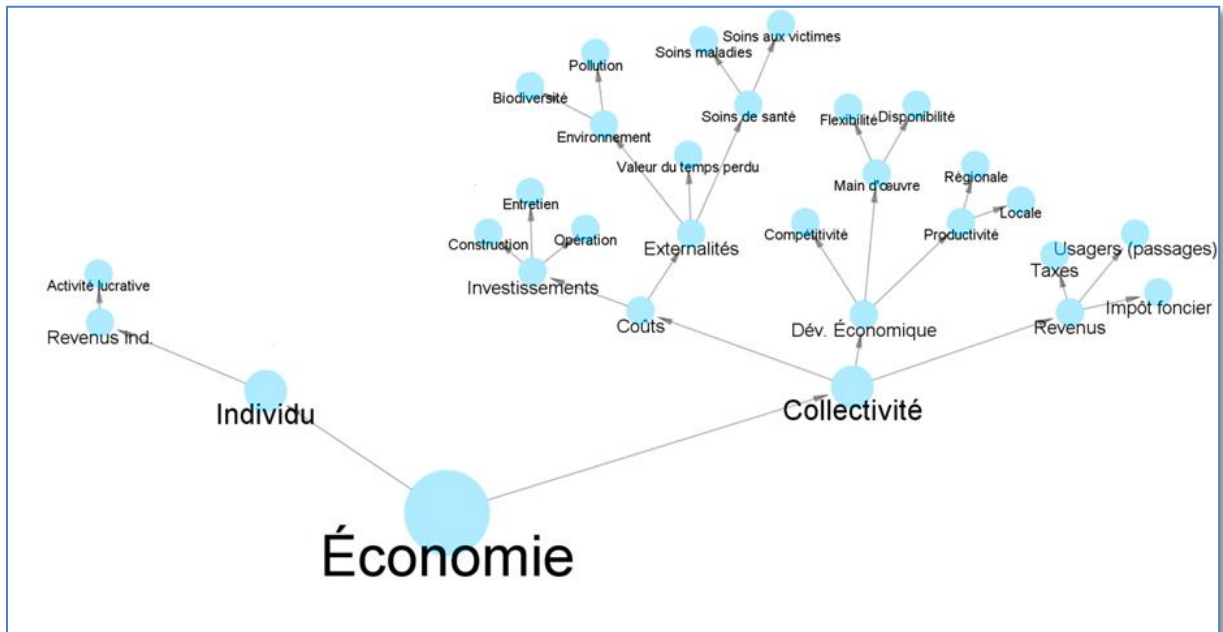 Soins aux victimes
Soins maladies
Pollution
Biodiversité
Soins de santé
Flexibilité
Disponibilité
Environnement
Valeur du temps perdu
Main d'œuvre
Régionale
Entretien
Locale
Construction
Opération
Externalités
Compétitivité
Productivité
Usagers (passages)
Taxes
Activité lucrative
Investissements
Impôt foncier
Revenus Ind.
Coûts
Dév. Économique
Revenus
Individu
Collectivité
Économie